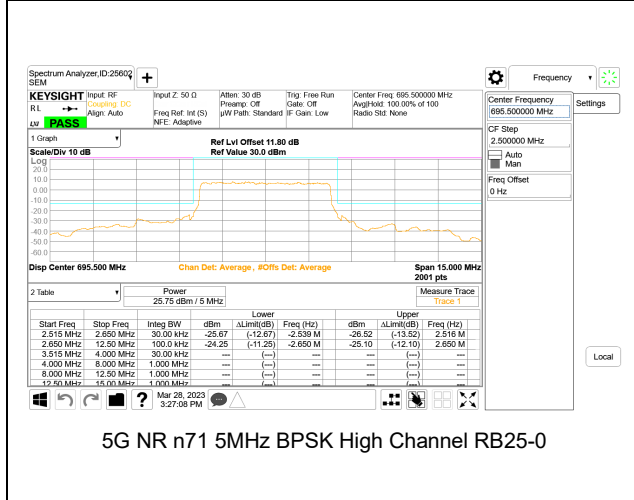 Spectrum Analyzer,ID:25602
SEM
KEYSIGHT
Input: RF
Input Z: 50 Ω
Atten: 30 dB
Trig: Free Run
Center Freq: 695.500000 MHz
R L
Coupling: DC
Preamp: Off
Gate: Off
Avg|Hold: 100.00% of 100
Align: Auto
Freq Ref: Int (S)
µW Path: Standard
IF Gain: Low
Radio Std: None
LXI
PASS
NFE: Adaptive
Frequency
Settings
Center Frequency
695.500000 MHz
CF Step
2.500000 MHz
Auto
Man
Freq Offset
0 Hz
Local
1 Graph
Ref Lvl Offset 11.80 dB
Scale/Div 10 dB
Ref Value 30.0 dBm
Log
20.0
10.0
0.00
-10.0
-20.0
-30.0
-40.0
-50.0
-60.0
Disp Center 695.500 MHz
Chan Det: Average, #Offs Det: Average
Span 15.000 MHz
2001 pts
2 Table
Power
25.75 dBm / 5 MHz
Measure Trace
Trace 1
Lower
Upper
Start Freq Stop Freq Integ BW dBm ΔLimit(dB) Freq (Hz) dBm ΔLimit(dB) Freq (Hz)
2.515 MHz 2.650 MHz 30.00 kHz -25.67 (-12.67) -2.539 M -26.52 (-13.52) 2.516 M
2.650 MHz 12.50 MHz 100.0 kHz -24.25 (-11.25) -2.650 M -25.10 (-12.10) 2.650 M
3.515 MHz 4.000 MHz 30.00 kHz --- (---) --- --- (---) ---
4.000 MHz 8.000 MHz 1.000 MHz --- (---) --- --- (---) ---
8.000 MHz 12.50 MHz 1.000 MHz --- (---) --- --- (---) ---
12.50 MHz 15.00 MHz 1.000 MHz --- (---) --- --- (---) ---
?
Mar 28, 2023
3:27:08 PM
5G NR n71 5MHz BPSK High Channel RB25-0